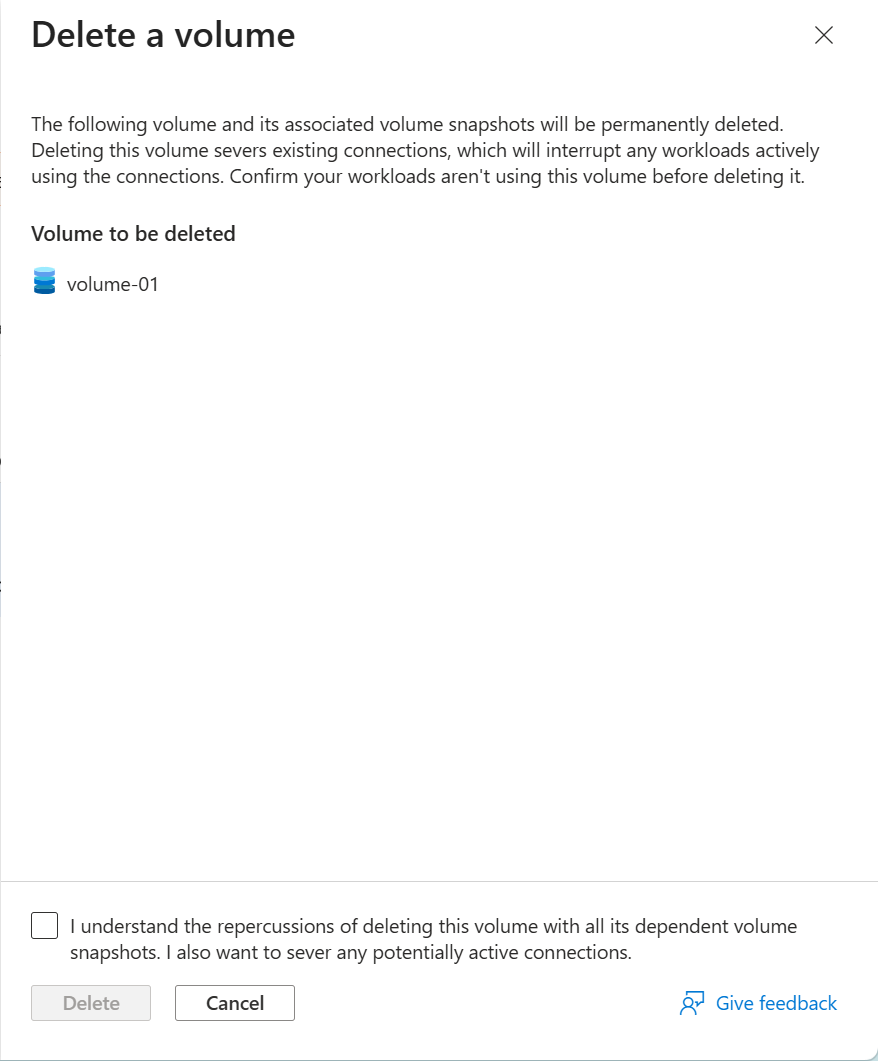 Delete a volume
The following volume and its associated volume snapshots will be permanently deleted.
Deleting this volume severs existing connections, which will interrupt any workloads actively
using the connections. Confirm your workloads aren't using this volume before deleting it.
Volume to be deleted
volume-01
I understand the repercussions of deleting this volume with all its dependent volume
snapshots. I also want to sever any potentially active connections.
Delete
Cancel
Give feedback